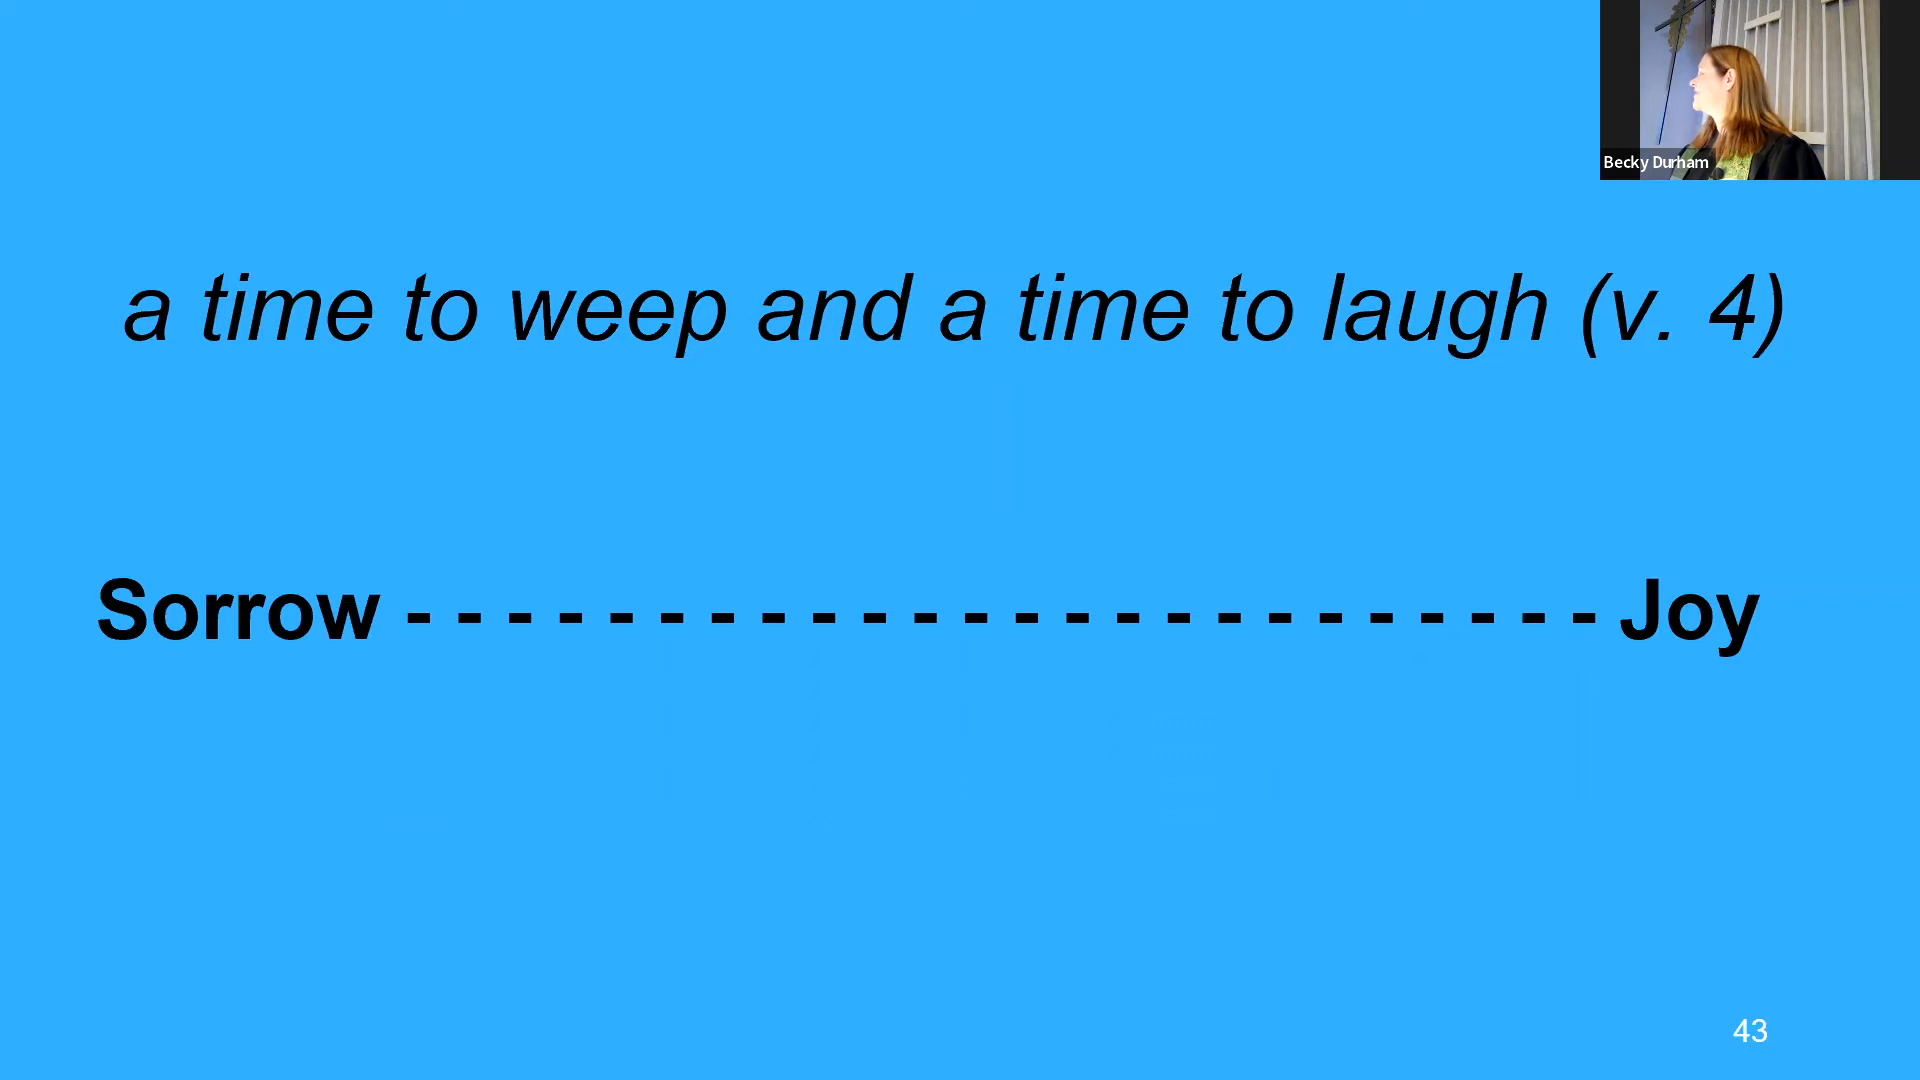 Becky Durham
a time to weep and a time to laugh (v. 4)
Sorrow - - - - - - - - - - - - - - - - - - - - - - - - Joy
43